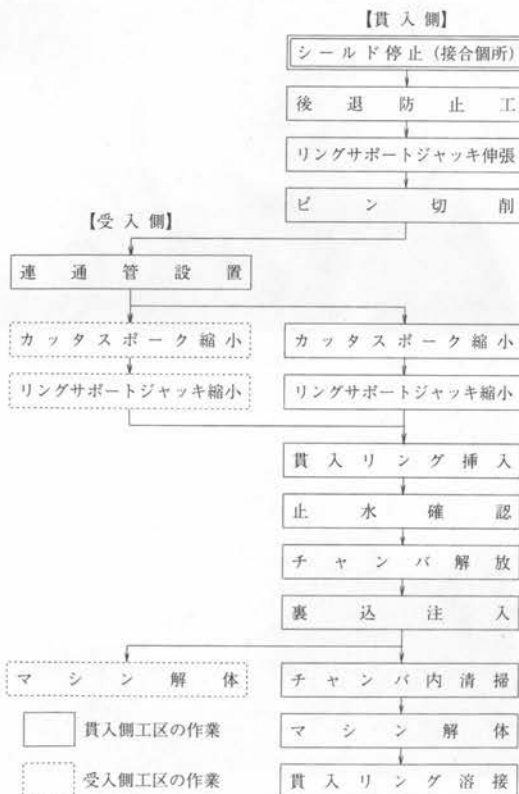 【貫入側】
シールド停止(接合個所)
後退防止工
リングサポートジャッキ伸張
ピン切削
【受入側】
連通管設置
カッタスポーク縮小
カッタスポーク縮小
リングサポートジャッキ縮小
リングサポートジャッキ縮小
貫入リング挿入
止水確認
チャンバ解放
裏込注入
マシン解体
チャンバ内清掃
貫入側工区の作業
マシン解体
受入側工区の作業
貫入リング溶接